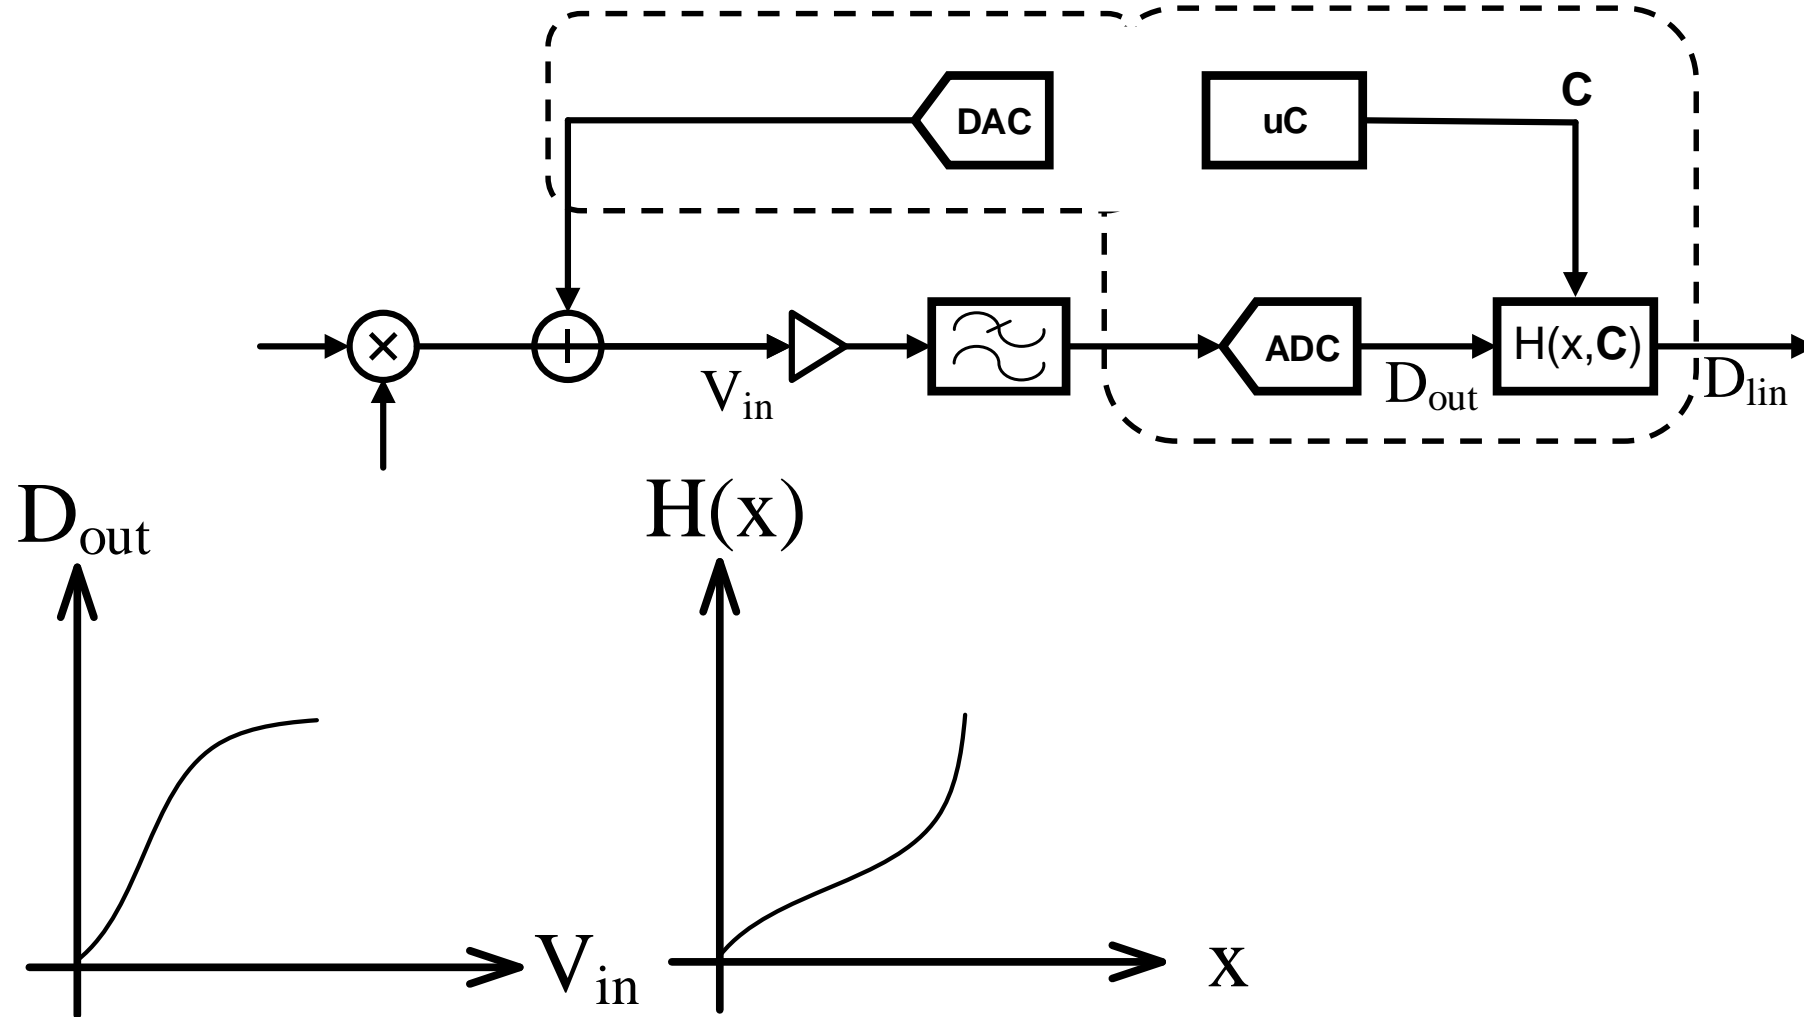 DAC
uC
C
ADC
H(x,C)
V_in
D_out
D_lin
D_out
H(x)
V_in
x